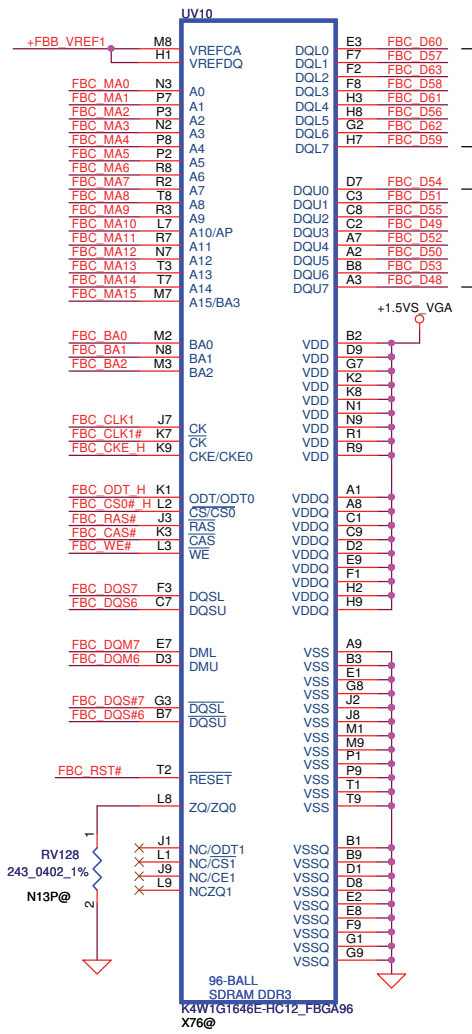 UV10
+FBB_VREF1 M8 VREFCA E3 DQL0 FBC_D60
H1 VREFDQ F7 DQL1 FBC_D57
F2 DQL2 FBC_D63
FBC_MA0 N3 A0 F8 DQL3 FBC_D58
FBC_MA1 P7 A1 H3 DQL4 FBC_D61
FBC_MA2 P3 A2 H8 DQL5 FBC_D56
FBC_MA3 N2 A3 G2 DQL6 FBC_D62
FBC_MA4 P8 A4 H7 DQL7 FBC_D59
FBC_MA5 P2 A5
FBC_MA6 R8 A6
FBC_MA7 R2 A7 D7 DQU0 FBC_D54
FBC_MA8 T8 A8 C3 DQU1 FBC_D51
FBC_MA9 R3 A9 C8 DQU2 FBC_D55
FBC_MA10 L7 A10/AP C2 DQU3 FBC_D49
FBC_MA11 R7 A11 A7 DQU4 FBC_D52
FBC_MA12 N7 A12 A2 DQU5 FBC_D50
FBC_MA13 T3 A13 B8 DQU6 FBC_D53
FBC_MA14 T7 A14 A3 DQU7 FBC_D48
FBC_MA15 M7 A15/BA3
+1.5VS_VGA
FBC_BA0 M2 BA0 B2 VDD
FBC_BA1 N8 BA1 D9 VDD
FBC_BA2 M3 BA2 G7 VDD
K2 VDD
K8 VDD
N1 VDD
FBC_CLK1 J7 CK N9 VDD
FBC_CLK1# K7 CK R1 VDD
FBC_CKE_H K9 CKE/CKE0 R9 VDD
FBC_ODT_H K1 ODT/ODT0 A1 VDDQ
FBC_CS0#_H L2 CS/CS0 A8 VDDQ
FBC_RAS# J3 RAS C1 VDDQ
FBC_CAS# K3 CAS C9 VDDQ
FBC_WE# L3 WE D2 VDDQ
E9 VDDQ
F1 VDDQ
FBC_DQS7 F3 DQSL H2 VDDQ
FBC_DQS6 C7 DQSU H9 VDDQ
FBC_DQM7 E7 DML A9 VSS
FBC_DQM6 D3 DMU B3 VSS
E1 VSS
G8 VSS
FBC_DQS#7 G3 DQSL J2 VSS
FBC_DQS#6 B7 DQSU J8 VSS
M1 VSS
M9 VSS
P1 VSS
FBC_RST# T2 RESET P9 VSS
T1 VSS
L8 ZQ/ZQ0 T9 VSS
J1 NC/ODT1 B1 VSSQ
L1 NC/CS1 B9 VSSQ
J9 NC/CE1 D1 VSSQ
L9 NCZQ1 D8 VSSQ
E2 VSSQ
E8 VSSQ
F9 VSSQ
G1 VSSQ
G9 VSSQ
1
RV128
243_0402_1%
N13P@
2
96-BALL
SDRAM DDR3
K4W1G1646E-HC12_FBGA96
X76@